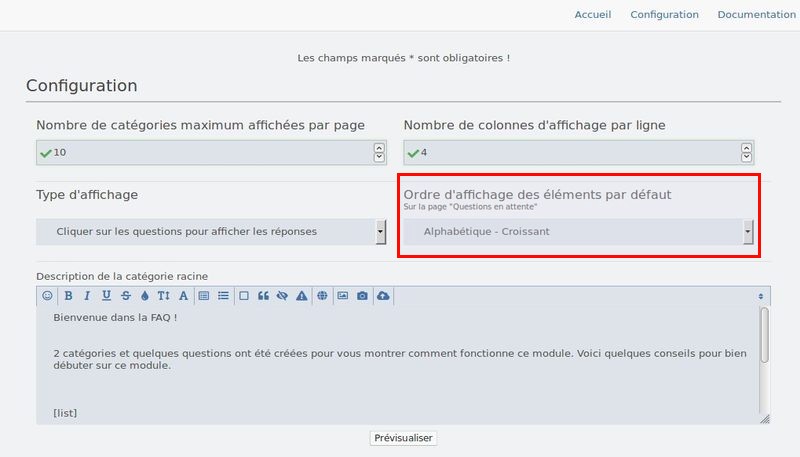 Accueil Configuration Documentation
Les champs marqués * sont obligatoires !
Configuration
Nombre de catégories maximum affichées par page
Nombre de colonnes d'affichage par ligne
10
4
Type d'affichage
Ordre d'affichage des éléments par défaut
Sur la page "Questions en attente"
Cliquer sur les questions pour afficher les réponses
Alphabétique - Croissant
Description de la catégorie racine
B I U S T A
Bienvenue dans la FAQ !
2 catégories et quelques questions ont été créées pour vous montrer comment fonctionne ce module. Voici quelques conseils pour bien
débuter sur ce module.
[list]
Prévisualiser